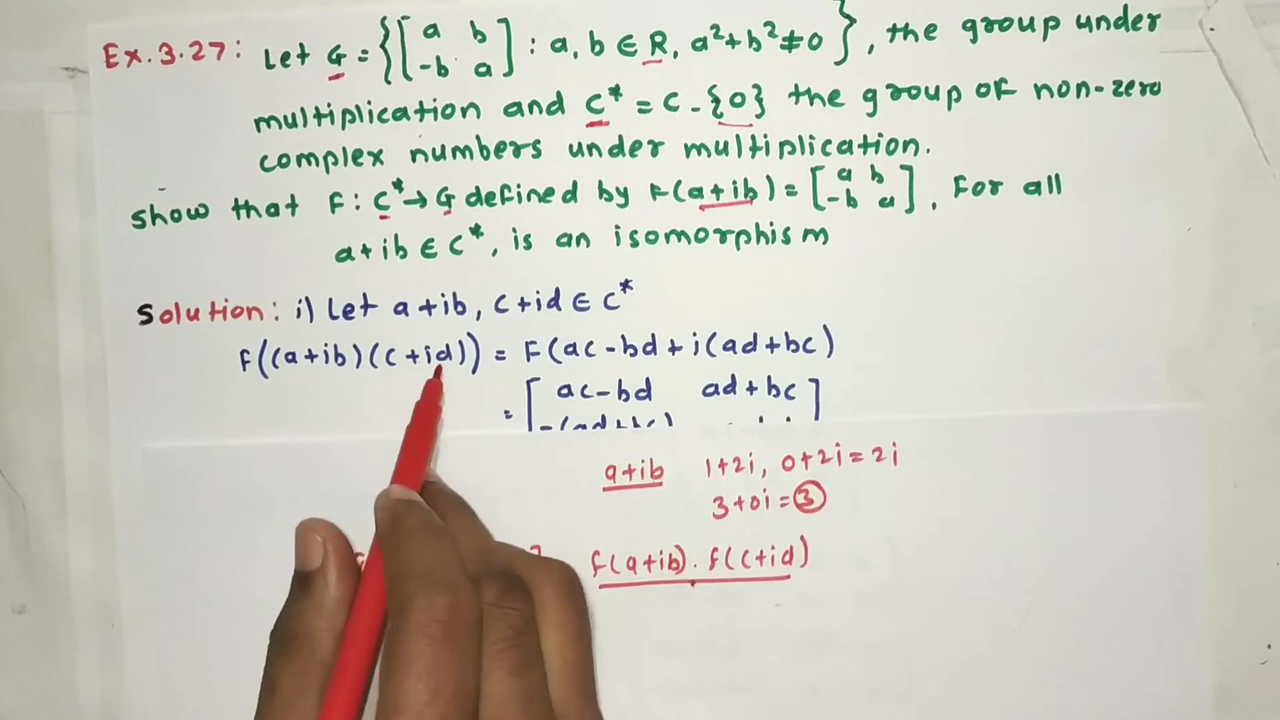 Ex.3.27: Let G = {[a b -b a] : a, b ∈ R, a²+b²≠0}, the group under
multiplication and C* = C - {0} the group of non-zero
complex numbers under multiplication.
show that F: C* → G defined by F(a+ib) = [a b -b a], For all
a+ib ∈ C*, is an isomorphism
Solution: i) Let a+ib, c+id ∈ C*
F((a+ib)(c+id)) = F(ac-bd+i(ad+bc)
= [ac-bd ad+bc]
a+ib 1+2i, 0+2i=2i
3+0i=3
f(a+ib). f(c+id)